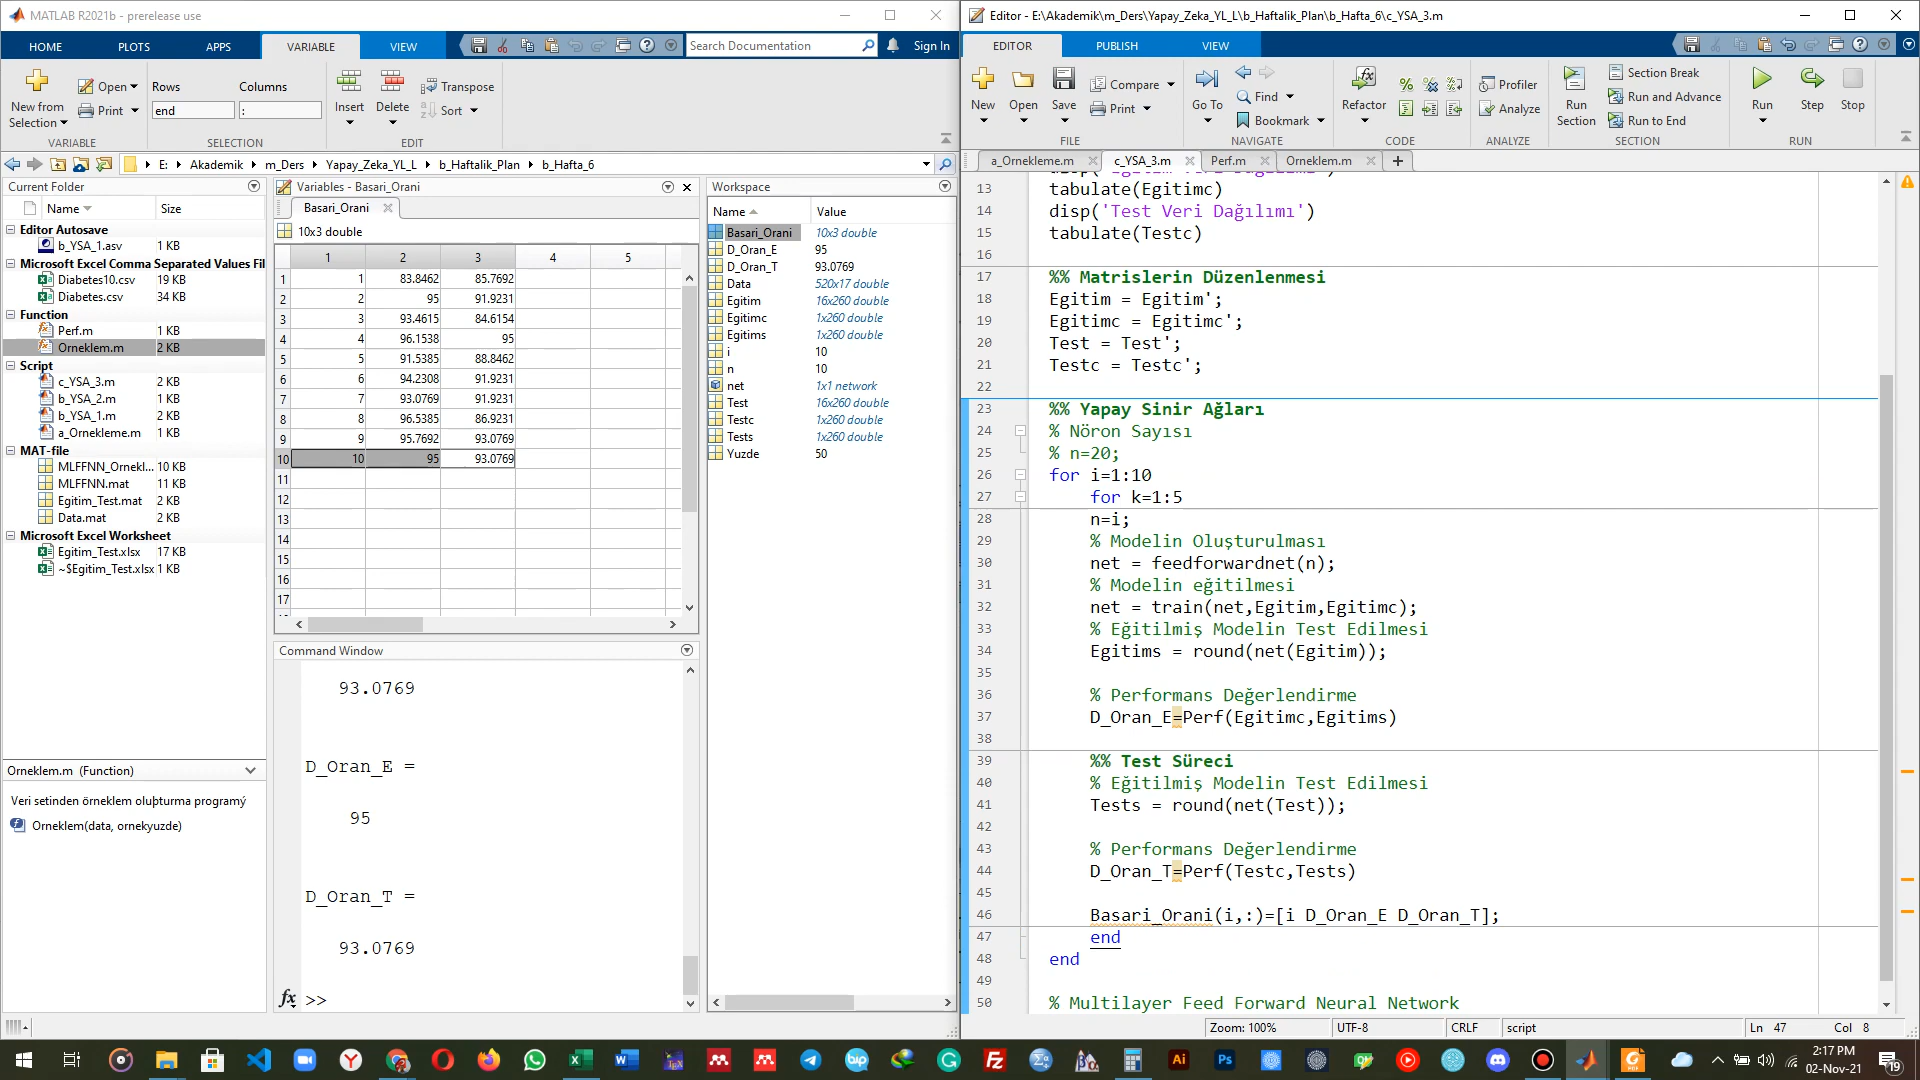 MATLAB R2021b - prerelease use
HOME PLOTS APPS VARIABLE VIEW Search Documentation Sign In
New from Selection Open Print Rows end Columns : Insert Delete Transpose Sort
VARIABLE SELECTION EDIT
E: Akademik m_Ders Yapay_Zeka_YL_L b_Haftalik_Plan b_Hafta_6
Current Folder
Name Size
Editor Autosave
b_YSA_1.asv 1 KB
Microsoft Excel Comma Separated Values Fil
Diabetes10.csv 19 KB
Diabetes.csv 34 KB
Function
Perf.m 1 KB
Orneklem.m 2 KB
Script
c_YSA_3.m 2 KB
b_YSA_2.m 1 KB
b_YSA_1.m 2 KB
a_Ornekleme.m 1 KB
MAT-file
MLFFNN_Ornekl... 10 KB
MLFFNN.mat 11 KB
Egitim_Test.mat 2 KB
Data.mat 2 KB
Microsoft Excel Worksheet
Egitim_Test.xlsx 17 KB
~$Egitim_Test.xlsx 1 KB
Orneklem.m (Function)
Veri setinden örneklem oluþturma programý
Orneklem(data, ornekyuzde)
Variables - Basari_Orani
Basari_Orani
10x3 double
1 2 3 4 5
1 1 83.8462 85.7692
2 2 95 91.9231
3 3 93.4615 84.6154
4 4 96.1538 95
5 5 91.5385 88.8462
6 6 94.2308 91.9231
7 7 93.0769 91.9231
8 8 96.5385 86.9231
9 9 95.7692 93.0769
10 10 95 93.0769
11
12
13
14
15
16
17
Command Window
93.0769
D_Oran_E =
95
D_Oran_T =
93.0769
fx >>
Workspace
Name Value
Basari_Orani 10x3 double
D_Oran_E 95
D_Oran_T 93.0769
Data 520x17 double
Egitim 16x260 double
Egitimc 1x260 double
Egitims 1x260 double
i 10
n 10
net 1x1 network
Test 16x260 double
Testc 1x260 double
Tests 1x260 double
Yuzde 50
Editor - E:\Akademik\m_Ders\Yapay_Zeka_YL_L\b_Haftalik_Plan\b_Hafta_6\c_YSA_3.m
EDITOR PUBLISH VIEW
New Open Save Compare Print Go To Find Bookmark Refactor Profiler Analyze Run Section Section Break Run and Advance Run to End Run Step Stop
FILE NAVIGATE CODE ANALYZE SECTION RUN
a_Ornekleme.m c_YSA_3.m Perf.m Orneklem.m
13 tabulate(Egitimc)
14 disp('Test Veri Dağılımı')
15 tabulate(Testc)
16
17 %% Matrislerin Düzenlenmesi
18 Egitim = Egitim';
19 Egitimc = Egitimc';
20 Test = Test';
21 Testc = Testc';
22
23 %% Yapay Sinir Ağları
24 % Nöron Sayısı
25 % n=20;
26 for i=1:10
27 for k=1:5
28 n=i;
29 % Modelin Oluşturulması
30 net = feedforwardnet(n);
31 % Modelin eğitilmesi
32 net = train(net,Egitim,Egitimc);
33 % Eğitilmiş Modelin Test Edilmesi
34 Egitims = round(net(Egitim));
35
36 % Performans Değerlendirme
37 D_Oran_E=Perf(Egitimc,Egitims)
38
39 %% Test Süreci
40 % Eğitilmiş Modelin Test Edilmesi
41 Tests = round(net(Test));
42
43 % Performans Değerlendirme
44 D_Oran_T=Perf(Testc,Tests)
45
46 Basari_Orani(i,:)=[i D_Oran_E D_Oran_T];
47 end
48 end
49
50 % Multilayer Feed Forward Neural Network
Zoom: 100% UTF-8 CRLF script Ln 47 Col 8
2:17 PM
02-Nov-21
19